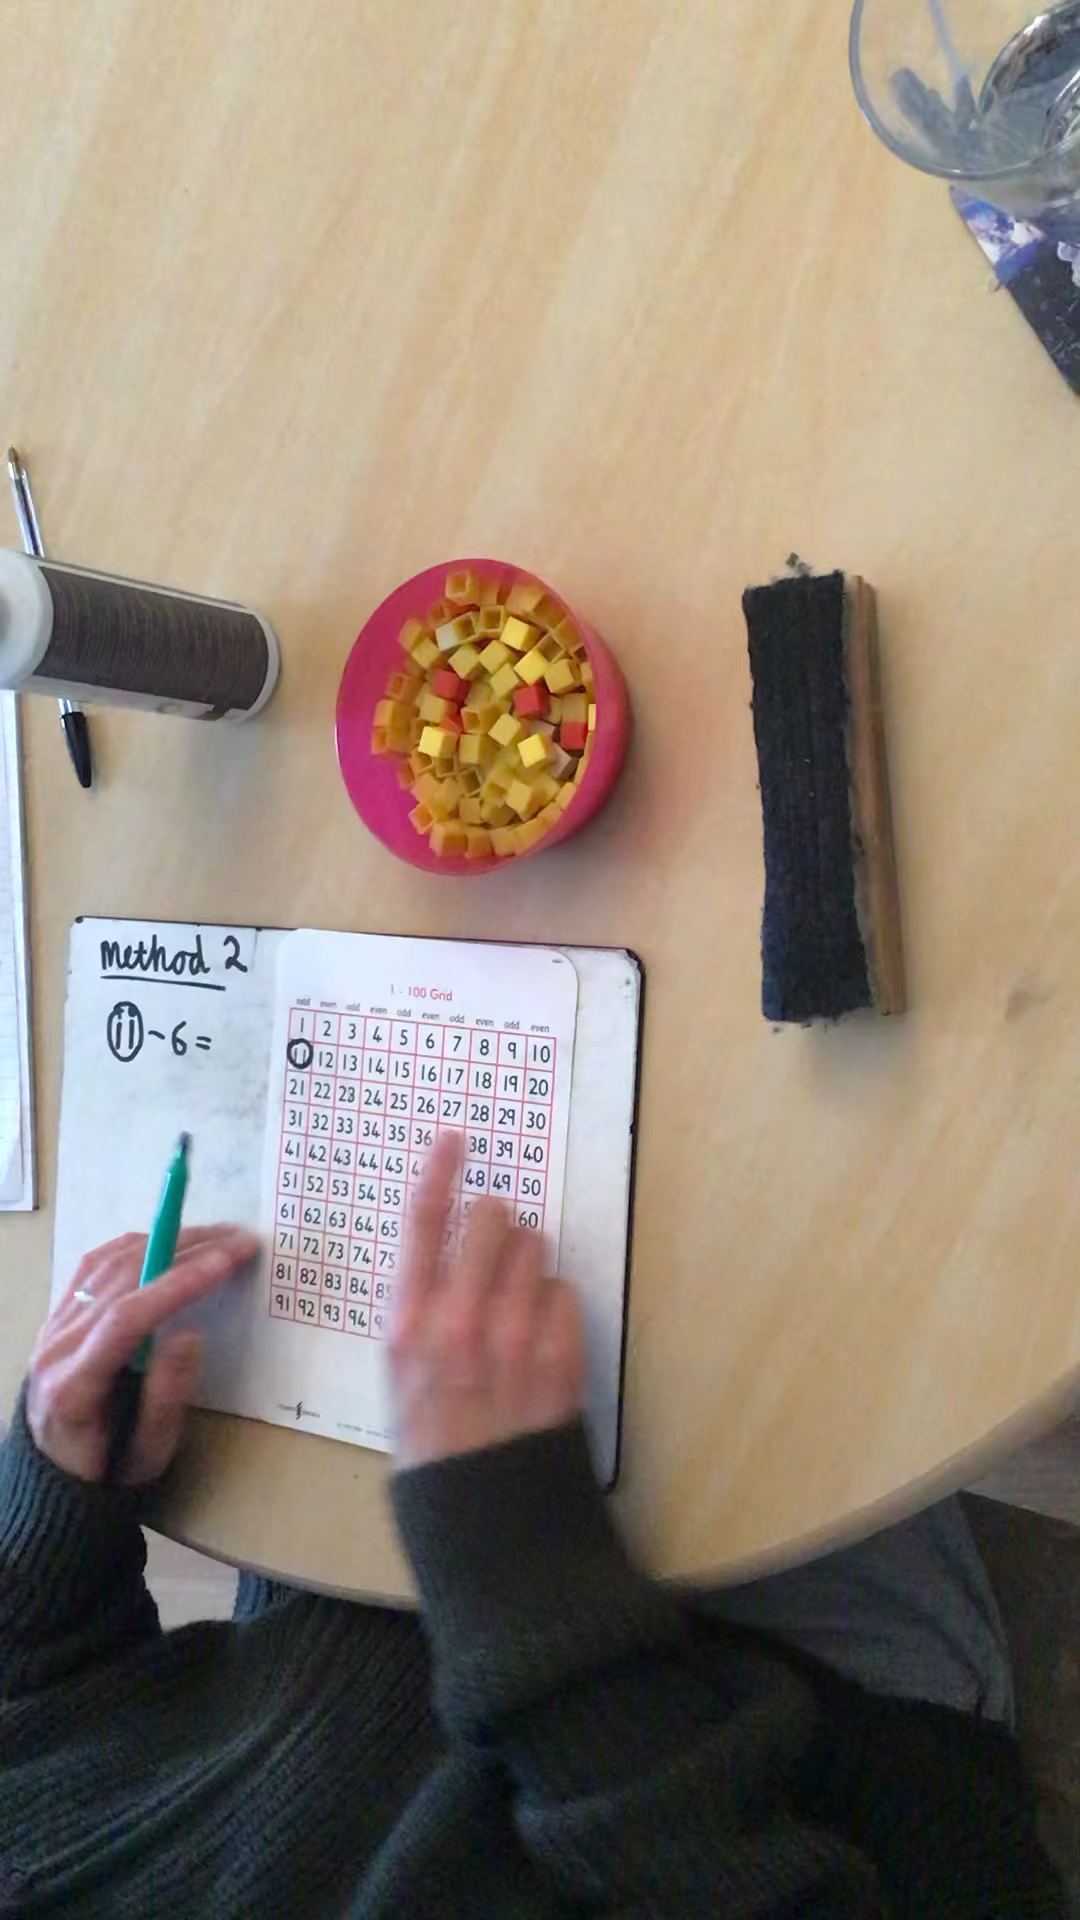 Method 2
11 - 6 =
1 - 100 Grid
odd even odd even odd even odd even odd even
1 2 3 4 5 6 7 8 9 10
11 12 13 14 15 16 17 18 19 20
21 22 23 24 25 26 27 28 29 30
31 32 33 34 35 36 38 39 40
41 42 43 44 45 48 49 50
51 52 53 54 55 60
61 62 63 64 65
71 72 73 74 75
81 82 83 84
91 92 93 94